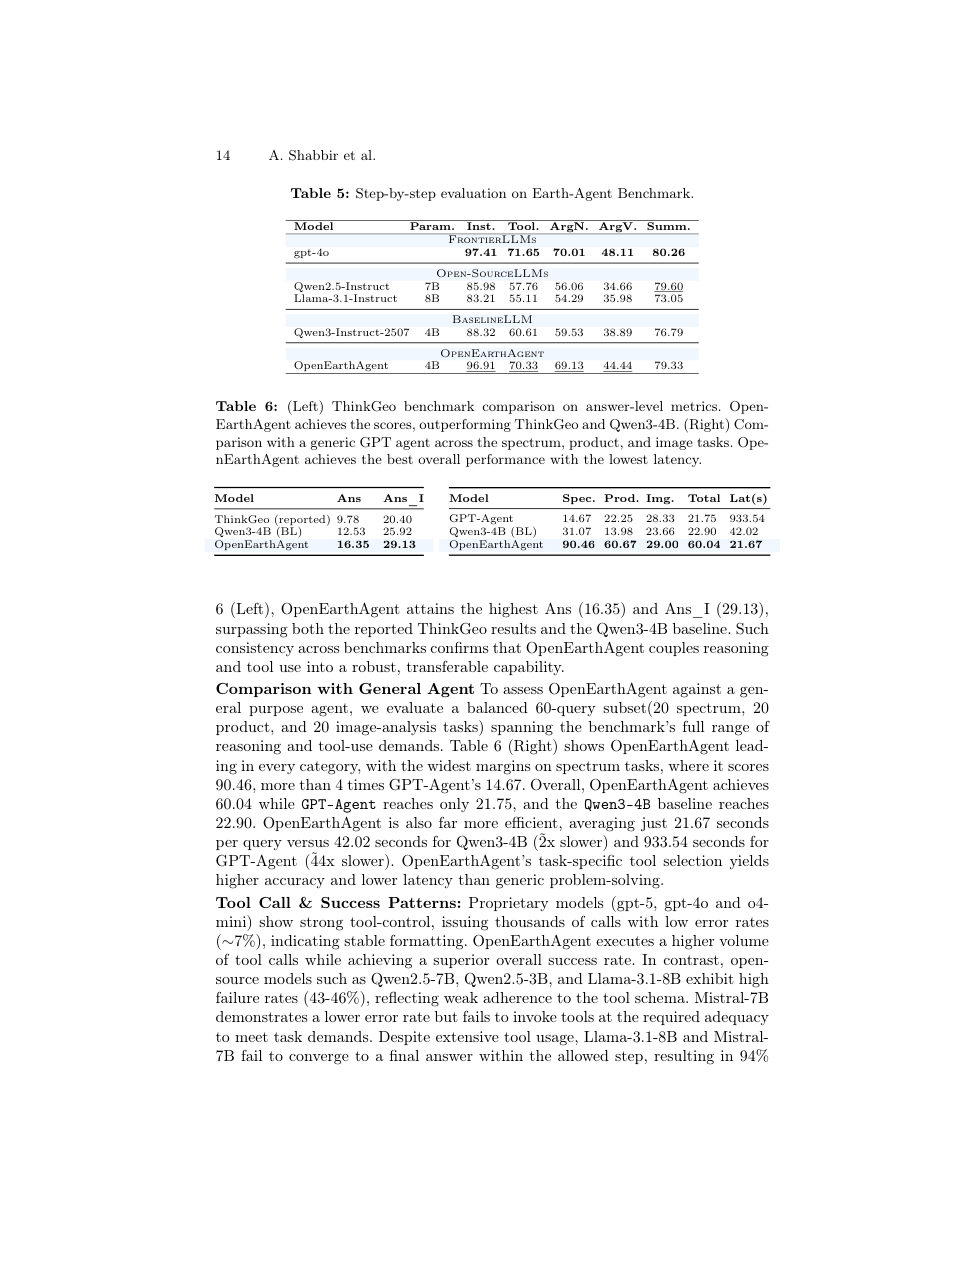 14 A. Shabbir et al.
Table 5: Step-by-step evaluation on Earth-Agent Benchmark.
Model Param. Inst. Tool. ArgN. ArgV. Summ.
FrontierLLMs
gpt-4o 97.41 71.65 70.01 48.11 80.26
Open-SourceLLMs
Qwen2.5-Instruct 7B 85.98 57.76 56.06 34.66 79.60
Llama-3.1-Instruct 8B 83.21 55.11 54.29 35.98 73.05
BaselineLLM
Qwen3-Instruct-2507 4B 88.32 60.61 59.53 38.89 76.79
OpenEarthAgent
OpenEarthAgent 4B 96.91 70.33 69.13 44.44 79.33
Table 6: (Left) ThinkGeo benchmark comparison on answer-level metrics. Open-
EarthAgent achieves the scores, outperforming ThinkGeo and Qwen3-4B. (Right) Com-
parison with a generic GPT agent across the spectrum, product, and image tasks. Ope-
nEarthAgent achieves the best overall performance with the lowest latency.
Model Ans Ans_I
ThinkGeo (reported) 9.78 20.40
Qwen3-4B (BL) 12.53 25.92
OpenEarthAgent 16.35 29.13
Model Spec. Prod. Img. Total Lat(s)
GPT-Agent 14.67 22.25 28.33 21.75 933.54
Qwen3-4B (BL) 31.07 13.98 23.66 22.90 42.02
OpenEarthAgent 90.46 60.67 29.00 60.04 21.67
6 (Left), OpenEarthAgent attains the highest Ans (16.35) and Ans_I (29.13),
surpassing both the reported ThinkGeo results and the Qwen3-4B baseline. Such
consistency across benchmarks confirms that OpenEarthAgent couples reasoning
and tool use into a robust, transferable capability.
Comparison with General Agent To assess OpenEarthAgent against a gen-
eral purpose agent, we evaluate a balanced 60-query subset(20 spectrum, 20
product, and 20 image-analysis tasks) spanning the benchmark's full range of
reasoning and tool-use demands. Table 6 (Right) shows OpenEarthAgent lead-
ing in every category, with the widest margins on spectrum tasks, where it scores
90.46, more than 4 times GPT-Agent's 14.67. Overall, OpenEarthAgent achieves
60.04 while GPT-Agent reaches only 21.75, and the Qwen3-4B baseline reaches
22.90. OpenEarthAgent is also far more efficient, averaging just 21.67 seconds
per query versus 42.02 seconds for Qwen3-4B (2̃x slower) and 933.54 seconds for
GPT-Agent (4̃4x slower). OpenEarthAgent's task-specific tool selection yields
higher accuracy and lower latency than generic problem-solving.
Tool Call & Success Patterns: Proprietary models (gpt-5, gpt-4o and o4-
mini) show strong tool-control, issuing thousands of calls with low error rates
(∼7%), indicating stable formatting. OpenEarthAgent executes a higher volume
of tool calls while achieving a superior overall success rate. In contrast, open-
source models such as Qwen2.5-7B, Qwen2.5-3B, and Llama-3.1-8B exhibit high
failure rates (43-46%), reflecting weak adherence to the tool schema. Mistral-7B
demonstrates a lower error rate but fails to invoke tools at the required adequacy
to meet task demands. Despite extensive tool usage, Llama-3.1-8B and Mistral-
7B fail to converge to a final answer within the allowed step, resulting in 94%